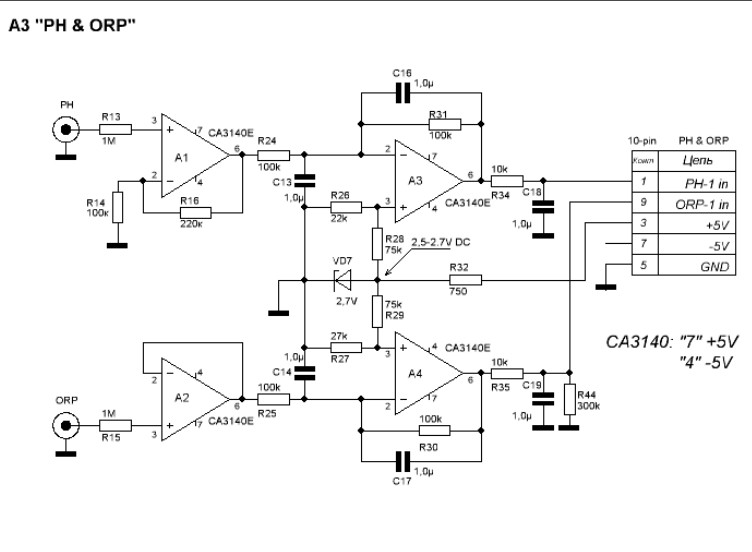 A3 "PH & ORP"
C16
1,0μ
PH
R13
1M
3
7
CA3140E
A1
6
2
4
R14
100к
R16
220к
R24
100k
C13
1,0μ
R31
100k
2
7
A3
6
3
4
CA3140E
R26
22k
R28
75k
2,5-2.7V DC
10k
R34
C18
1,0μ
10-pin PH & ORP
Конт Цепь
1 PH-1 in
9 ORP-1 in
3 +5V
7 -5V
5 GND
VD7
2,7V
R32
750
75k
R29
27k
R27
1,0μ
C14
CA3140: "7" +5V
"4" -5V
3
4
CA3140E
A4
6
2
7
10k
R35
C19
1,0μ
R44
300k
2
4
A2
6
3
7
CA3140E
100k
R25
ORP
1M
R15
100k
R30
1,0μ
C17